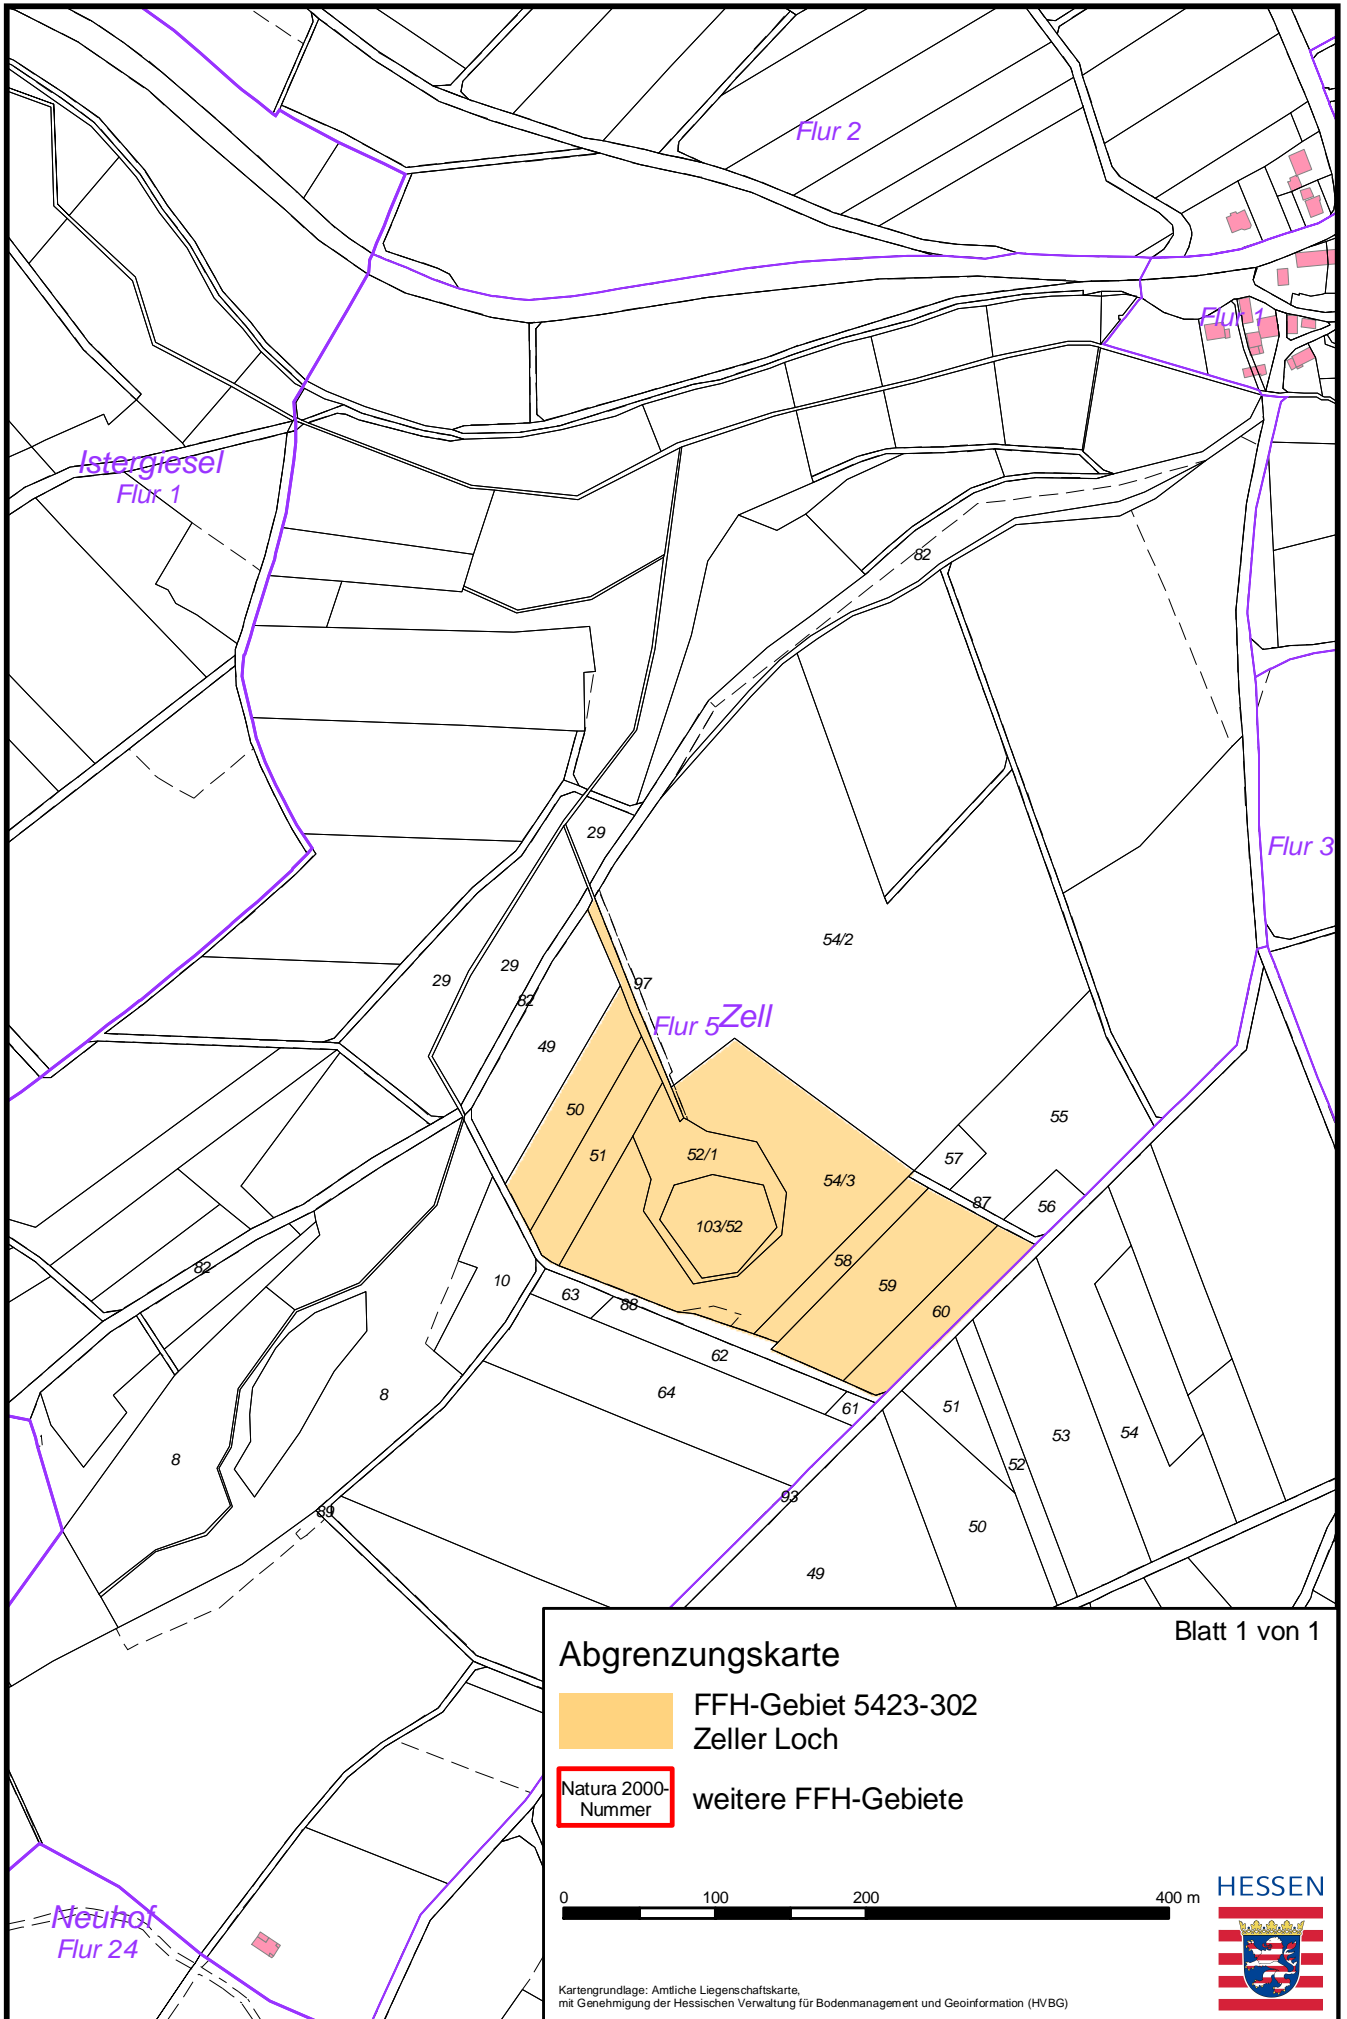 Flur 2
Flur 1
Istergiesel
Flur 1
82
29
Flur 3
54/2
29
29
97
82
Flur 5 Zell
49
50
55
51
52/1
57
54/3
87
56
103/52
58
82
10
59
63
88
60
62
64
8
61
51
53
54
8
52
93
89
50
49
Blatt 1 von 1
Abgrenzungskarte
FFH-Gebiet 5423-302
Zeller Loch
Natura 2000-
Nummer
weitere FFH-Gebiete
0 100 200 400 m
HESSEN
Neuhof
Flur 24
Kartengrundlage: Amtliche Liegenschaftskarte,
mit Genehmigung der Hessischen Verwaltung für Bodenmanagement und Geoinformation (HVBG)